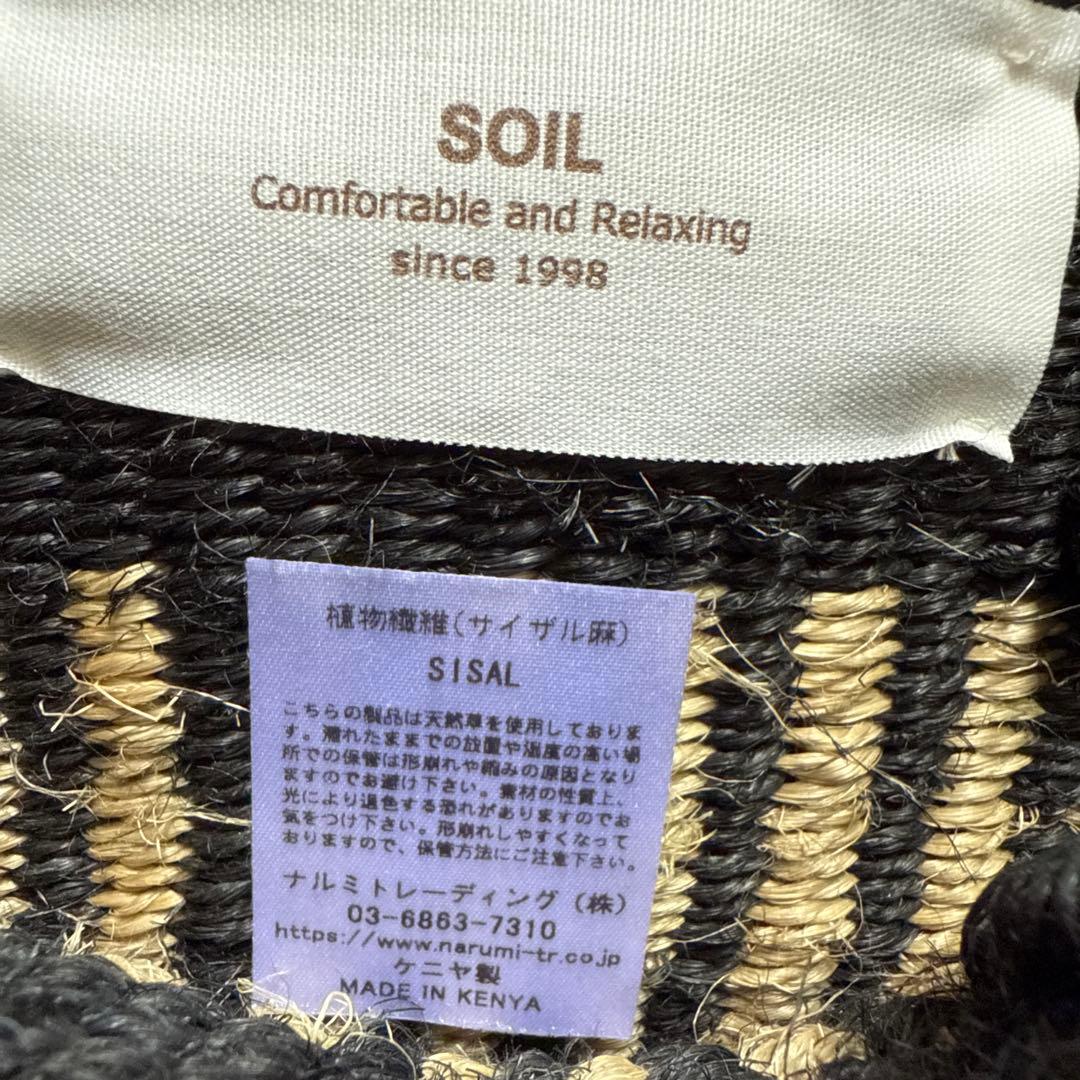 SOIL
Comfortable and Relaxing
since 1998
植物繊維(サイザル麻)
SISAL
こちらの製品は天然草を使用しておりま
す。濡れたままでの放置や温度の高い場
所での保管は形崩れや縮みの原因となり
ますのでお避け下さい。素材の性質上、
光により退色する恐れがありますのでお
気をつけ下さい。形崩れしやすくなって
おりますので、保管方法にご注意下さい。
ナルミトレーディング(株)
03-6863-7310
https://www.narumi-tr.co.jp
ケニヤ製
MADE IN KENYA